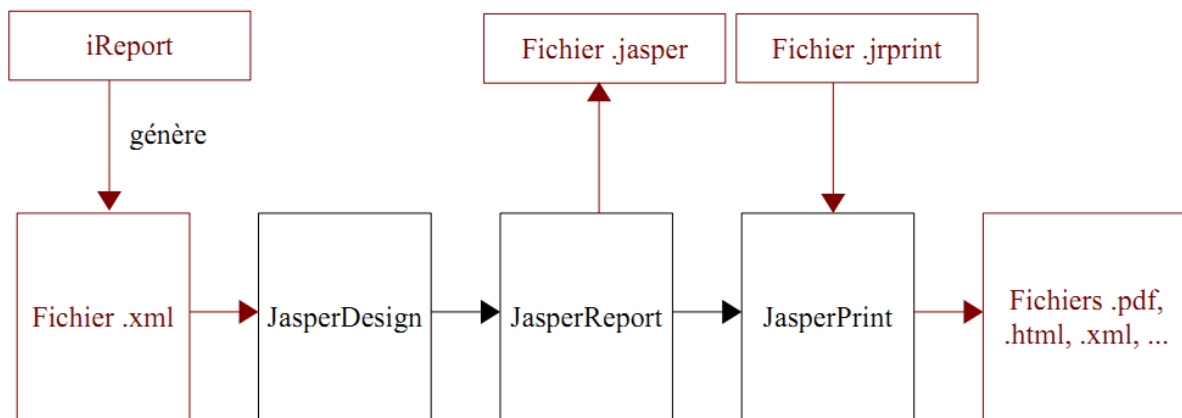 iReport
Fichier .jasper
Fichier .jrprint
génère
Fichier .xml
JasperDesign
JasperReport
JasperPrint
Fichiers .pdf,
.html, .xml, ...